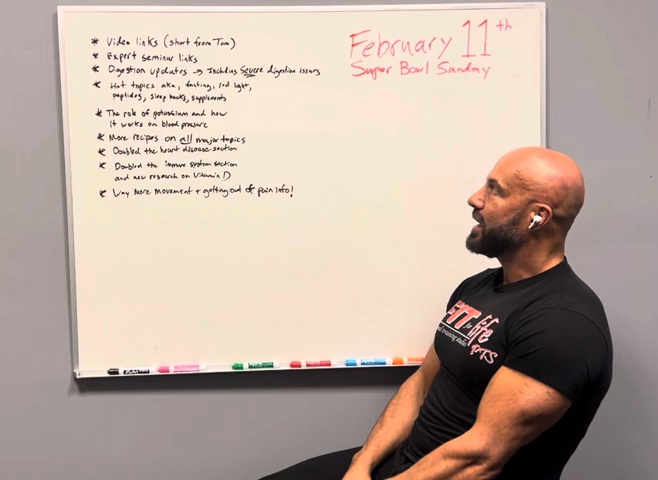 February 11th
Super Bowl Sunday
* Video links (short from Tom)
* Expert seminar links
* Digestion updates → Includes Severe digestion issues
* Hot topics aka, fasting, red light,
peptides, sleep hacks, supplements
* The role of potassium and how
it works on blood pressure
* More recipes on all major topics
* Doubled the heart disease section
* Doubled the immune system section
and new research on Vitamin D
* Way more movement + getting out of pain info!
FIT
for
life